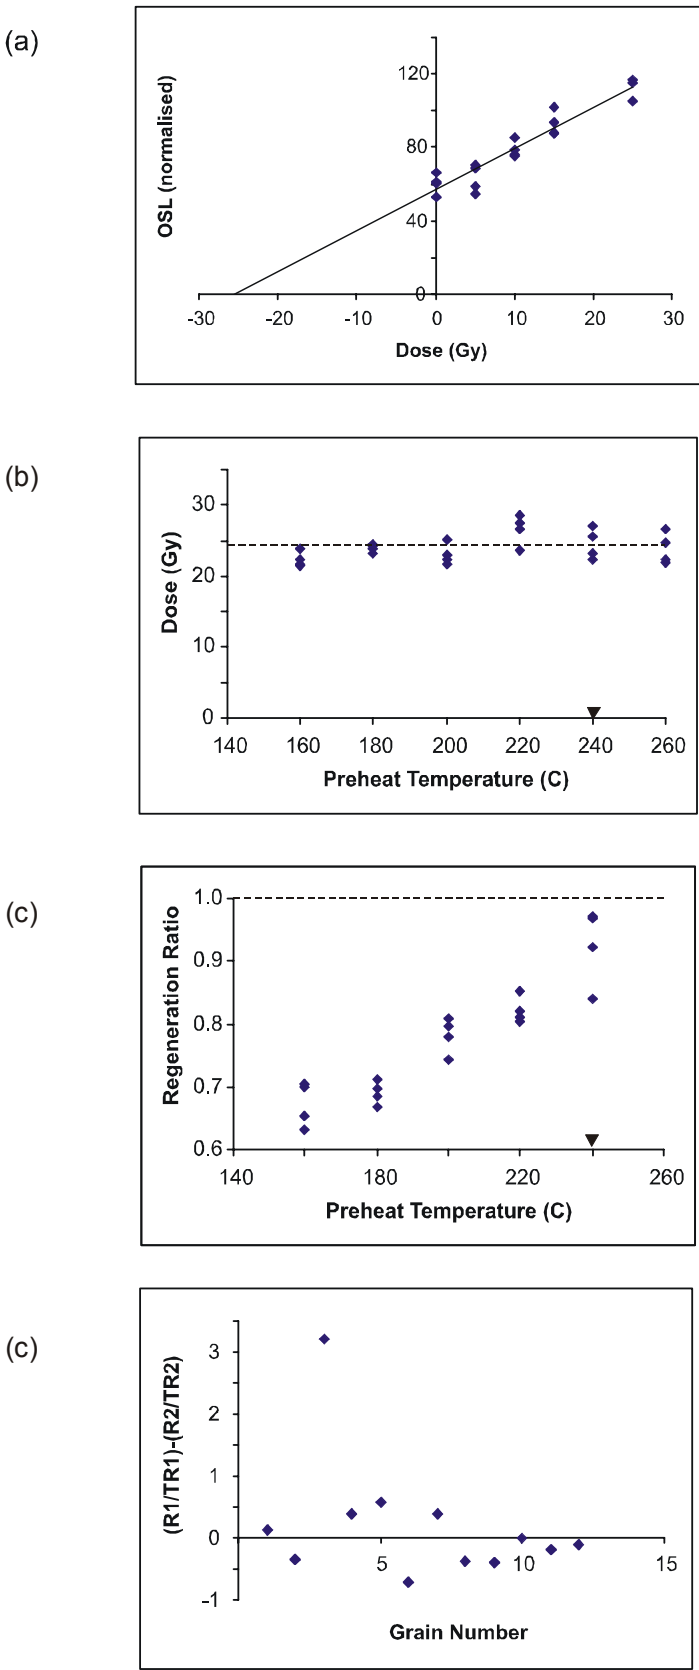 (a)
OSL (normalised)
120
80
40
0
-30 -20 -10 0 10 20 30
Dose (Gy)
(b)
Dose (Gy)
30
20
10
0
140 160 180 200 220 240 260
Preheat Temperature (C)
(c)
Regeneration Ratio
1.0
0.9
0.8
0.7
0.6
140 180 220 260
Preheat Temperature (C)
(c)
(R1/TR1)-(R2/TR2)
3
2
1
0
5 10 15
-1
Grain Number